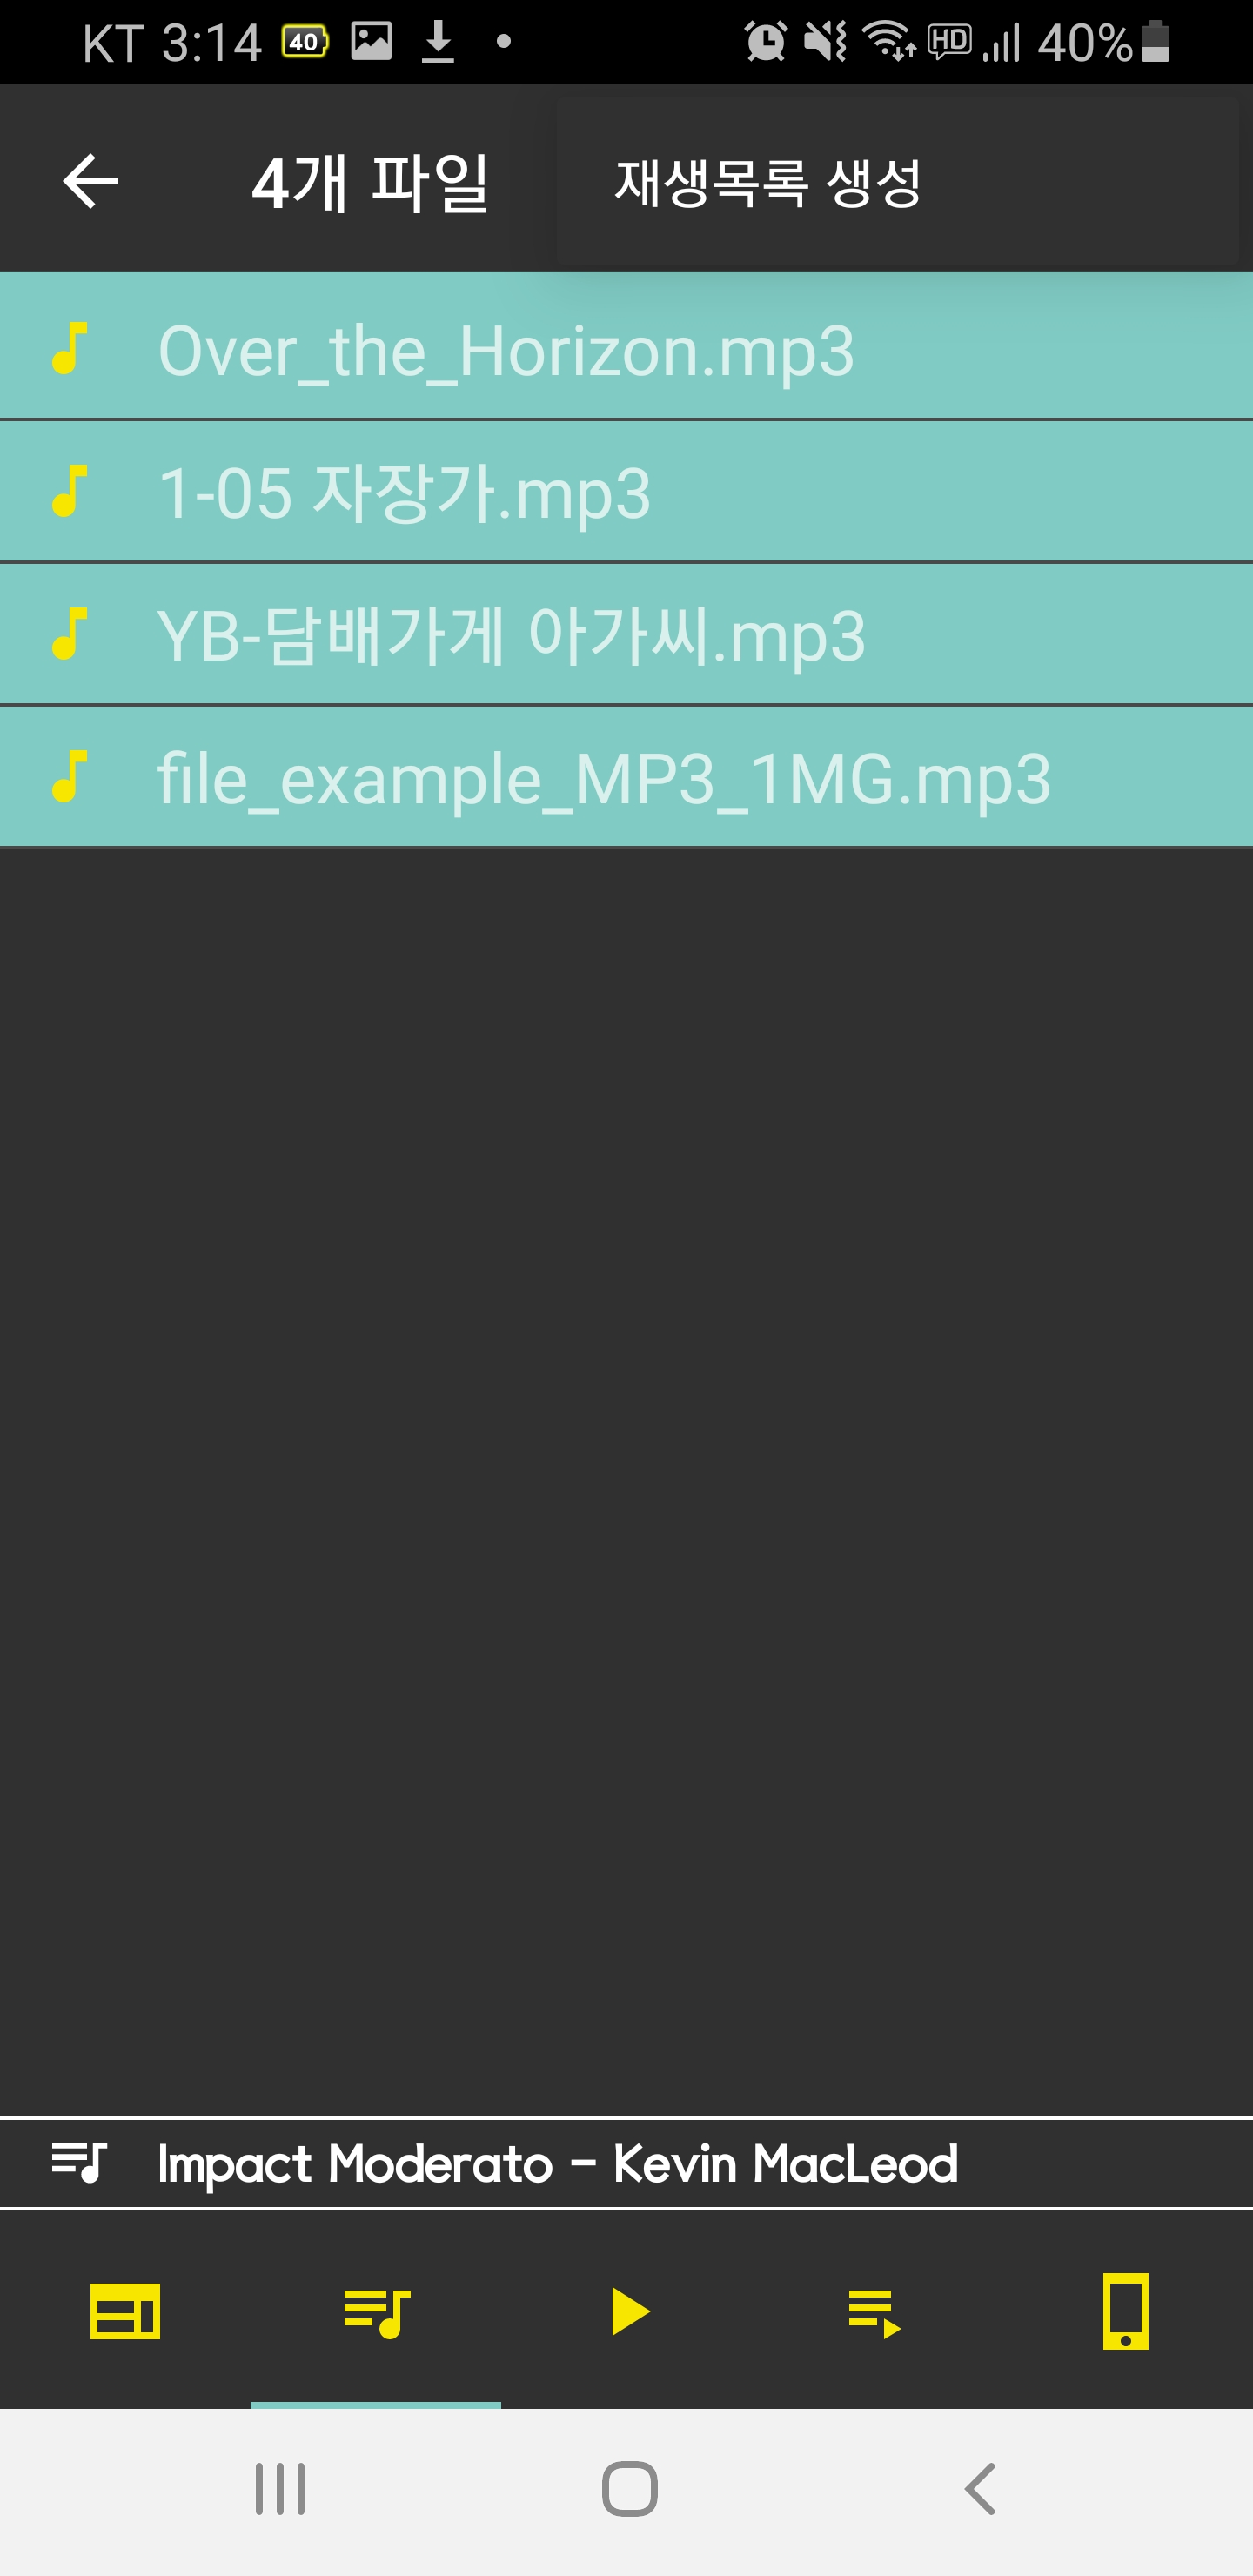 KT 3:14 40 HD 40%
4개 파일 재생목록 생성
Over_the_Horizon.mp3
1-05 자장가.mp3
YB-담배가게 아가씨.mp3
file_example_MP3_1MG.mp3
Impact Moderato - Kevin MacLeod